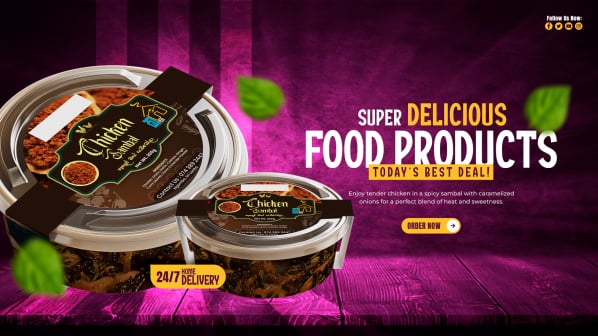 Follow Us Now:
SUPER DELICIOUS
FOOD PRODUCTS
TODAY'S BEST DEAL!
Enjoy tender chicken in a spicy sambal with caramelized
onions for a perfect blend of heat and sweetness.
ORDER NOW
Chicken
Sambal
Chicken
Sambal
24/7 HOME
DELIVERY